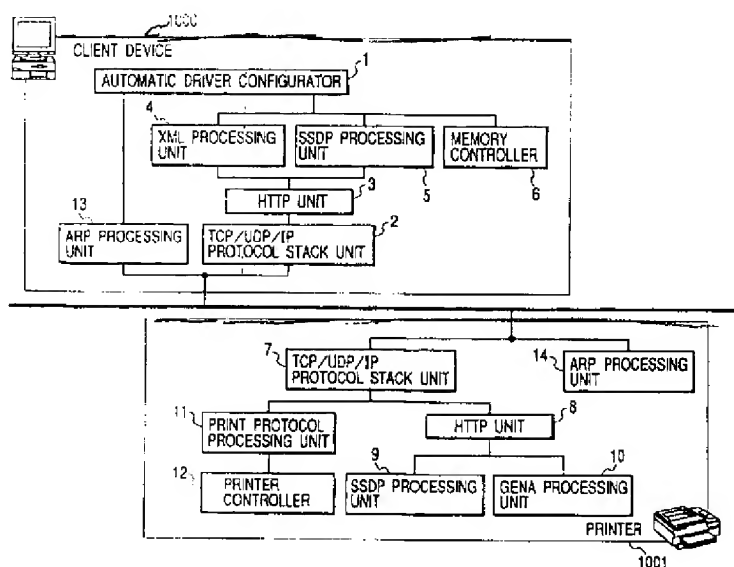 1000
CLIENT DEVICE
1
AUTOMATIC DRIVER CONFIGURATOR
4
XML PROCESSING
UNIT
SSDP PROCESSING
UNIT
5
MEMORY
CONTROLLER
6
3
HTTP UNIT
13
ARP PROCESSING
UNIT
2
TCP/UDP/IP
PROTOCOL STACK UNIT
7
TCP/UDP/IP
PROTOCOL STACK UNIT
14
ARP PROCESSING
UNIT
11
PRINT PROTOCOL
PROCESSING UNIT
8
HTTP UNIT
12
PRINTER
CONTROLLER
9
SSDP PROCESSING
UNIT
10
GENA PROCESSING
UNIT
PRINTER
1001